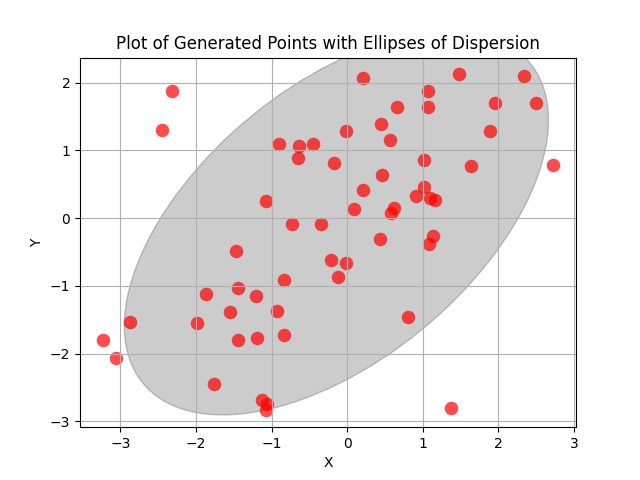 Plot of Generated Points with Ellipses of Dispersion
2
1
0
−1
−2
−3
Y
−3 −2 −1 0 1 2 3
X